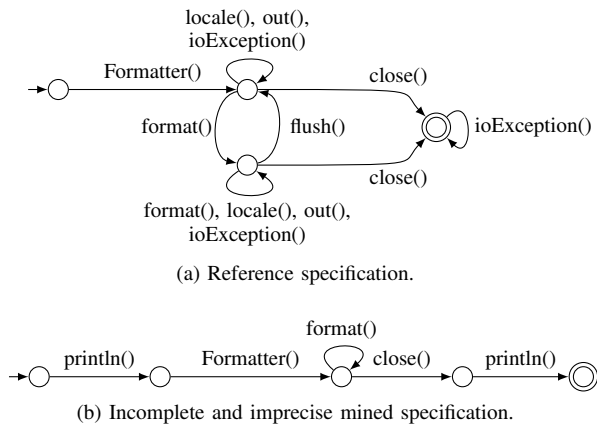 locale(), out(),
ioException()
Formatter()
close()
format()
flush()
ioException()
close()
format(), locale(), out(),
ioException()
(a) Reference specification.
format()
println()
Formatter()
close()
println()
(b) Incomplete and imprecise mined specification.